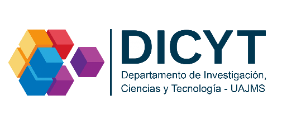 DICYT
Departamento de Investigación,
Ciencias y Tecnología - UAJMS